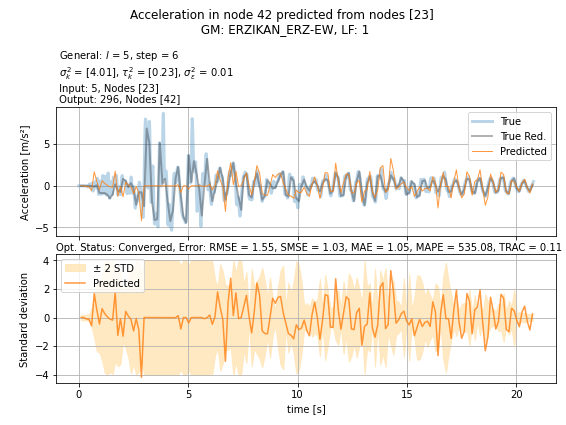 Acceleration in node 42 predicted from nodes [23]
GM: ERZIKAN_ERZ-EW, LF: 1
General: l = 5, step = 6
σ_k² = [4.01], τ_k² = [0.23], σ_ε² = 0.01
Input: 5, Nodes [23]
Output: 296, Nodes [42]
Acceleration [m/s²]
5
0
−5
True
True Red.
Predicted
Opt. Status: Converged, Error: RMSE = 1.55, SMSE = 1.03, MAE = 1.05, MAPE = 535.08, TRAC = 0.11
Standard deviation
4
2
0
−2
−4
± 2 STD
Predicted
0 5 10 15 20
time [s]